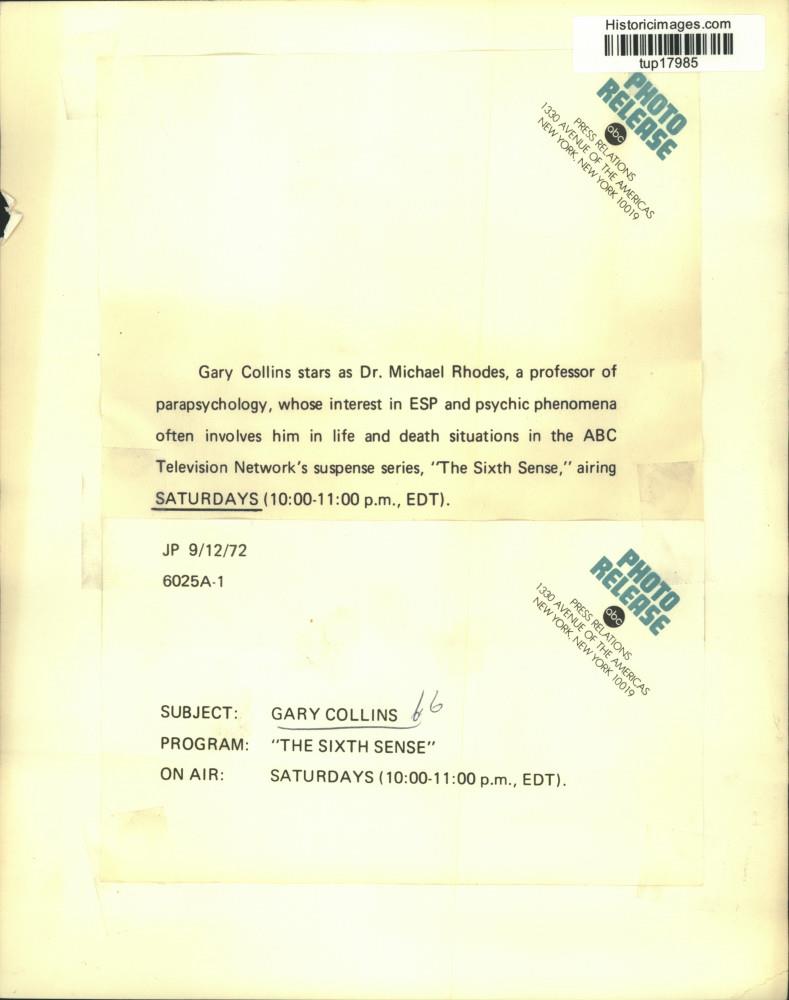 Historicimages.com
tup17985
PHOTO
RELEASE
abc
PRESS RELATIONS
1330 AVENUE OF THE AMERICAS
NEW YORK, NEW YORK 10019
Gary Collins stars as Dr. Michael Rhodes, a professor of
parapsychology, whose interest in ESP and psychic phenomena
often involves him in life and death situations in the ABC
Television Network's suspense series, "The Sixth Sense," airing
SATURDAYS (10:00-11:00 p.m., EDT).
JP 9/12/72
6025A-1
PHOTO
RELEASE
abc
PRESS RELATIONS
1330 AVENUE OF THE AMERICAS
NEW YORK, NEW YORK 10019
SUBJECT: GARY COLLINS 66
PROGRAM: "THE SIXTH SENSE"
ON AIR: SATURDAYS (10:00-11:00 p.m., EDT).